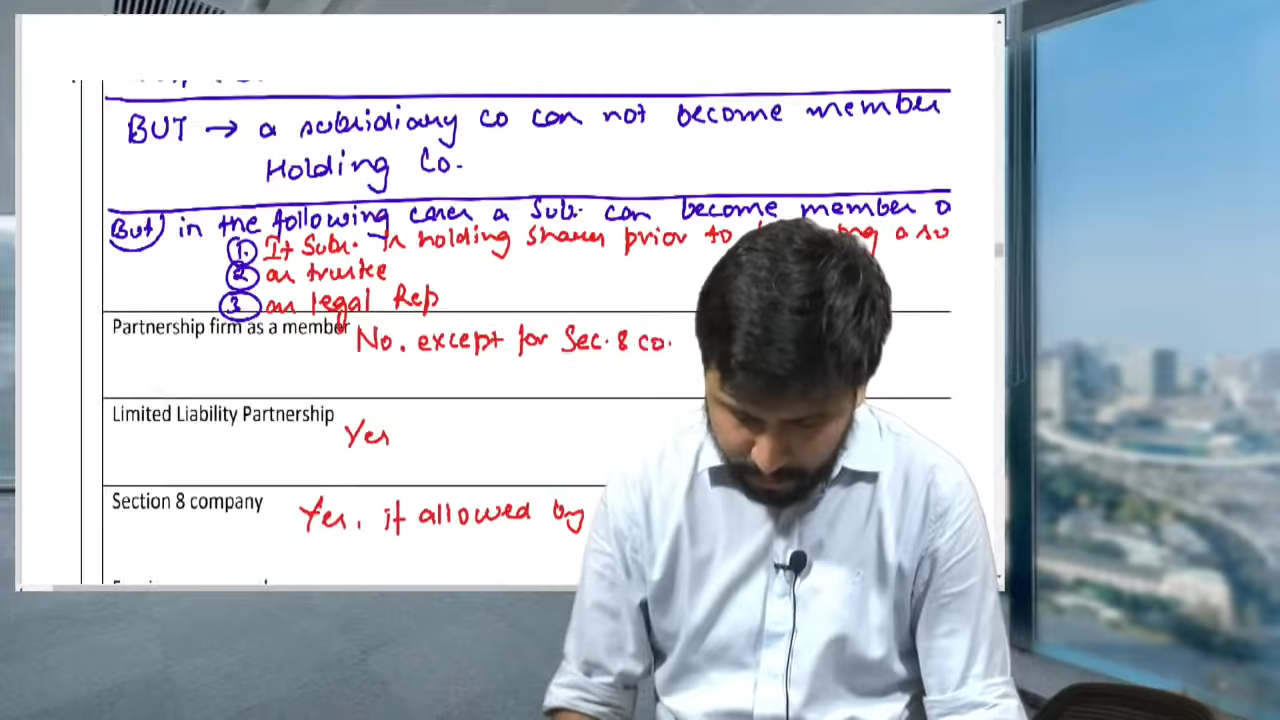 BUT → a subsidiary co can not become member
Holding Co.
But in the following cases a Sub. can become member o
1. If Subs. is holding shares prior to
a su
2 as trustee
3 as legal Rep
Partnership firm as a member
No. except for Sec. 8 co.
Limited Liability Partnership
Yes
Section 8 company
Yes, if allowed by